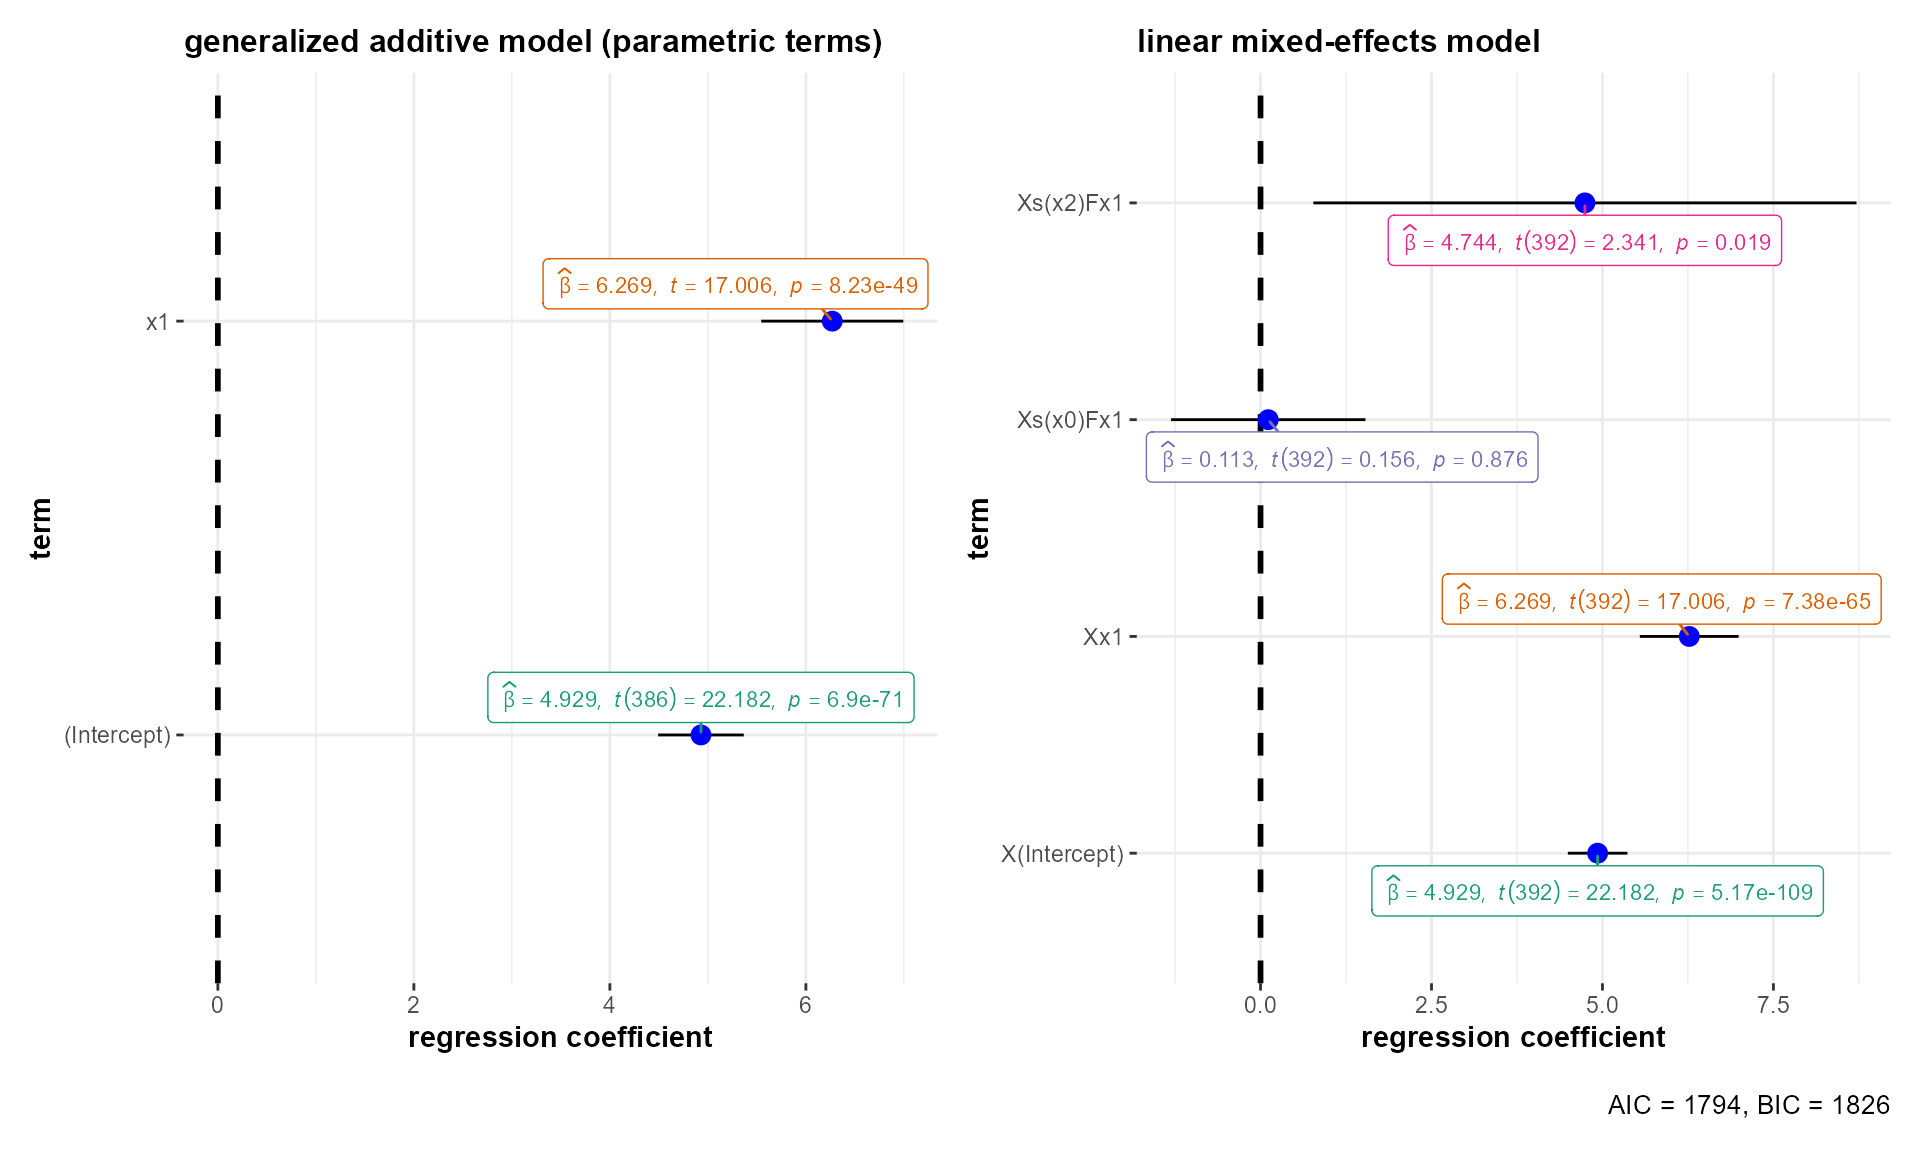 generalized additive model (parametric terms)
x1
β̂ = 6.269, t = 17.006, p = 8.23e-49
(Intercept)
β̂ = 4.929, t(386) = 22.182, p = 6.9e-71
term
0 2 4 6
regression coefficient
linear mixed-effects model
Xs(x2)Fx1
β̂ = 4.744, t(392) = 2.341, p = 0.019
Xs(x0)Fx1
β̂ = 0.113, t(392) = 0.156, p = 0.876
Xx1
β̂ = 6.269, t(392) = 17.006, p = 7.38e-65
X(Intercept)
β̂ = 4.929, t(392) = 22.182, p = 5.17e-109
term
0.0 2.5 5.0 7.5
regression coefficient
AIC = 1794, BIC = 1826